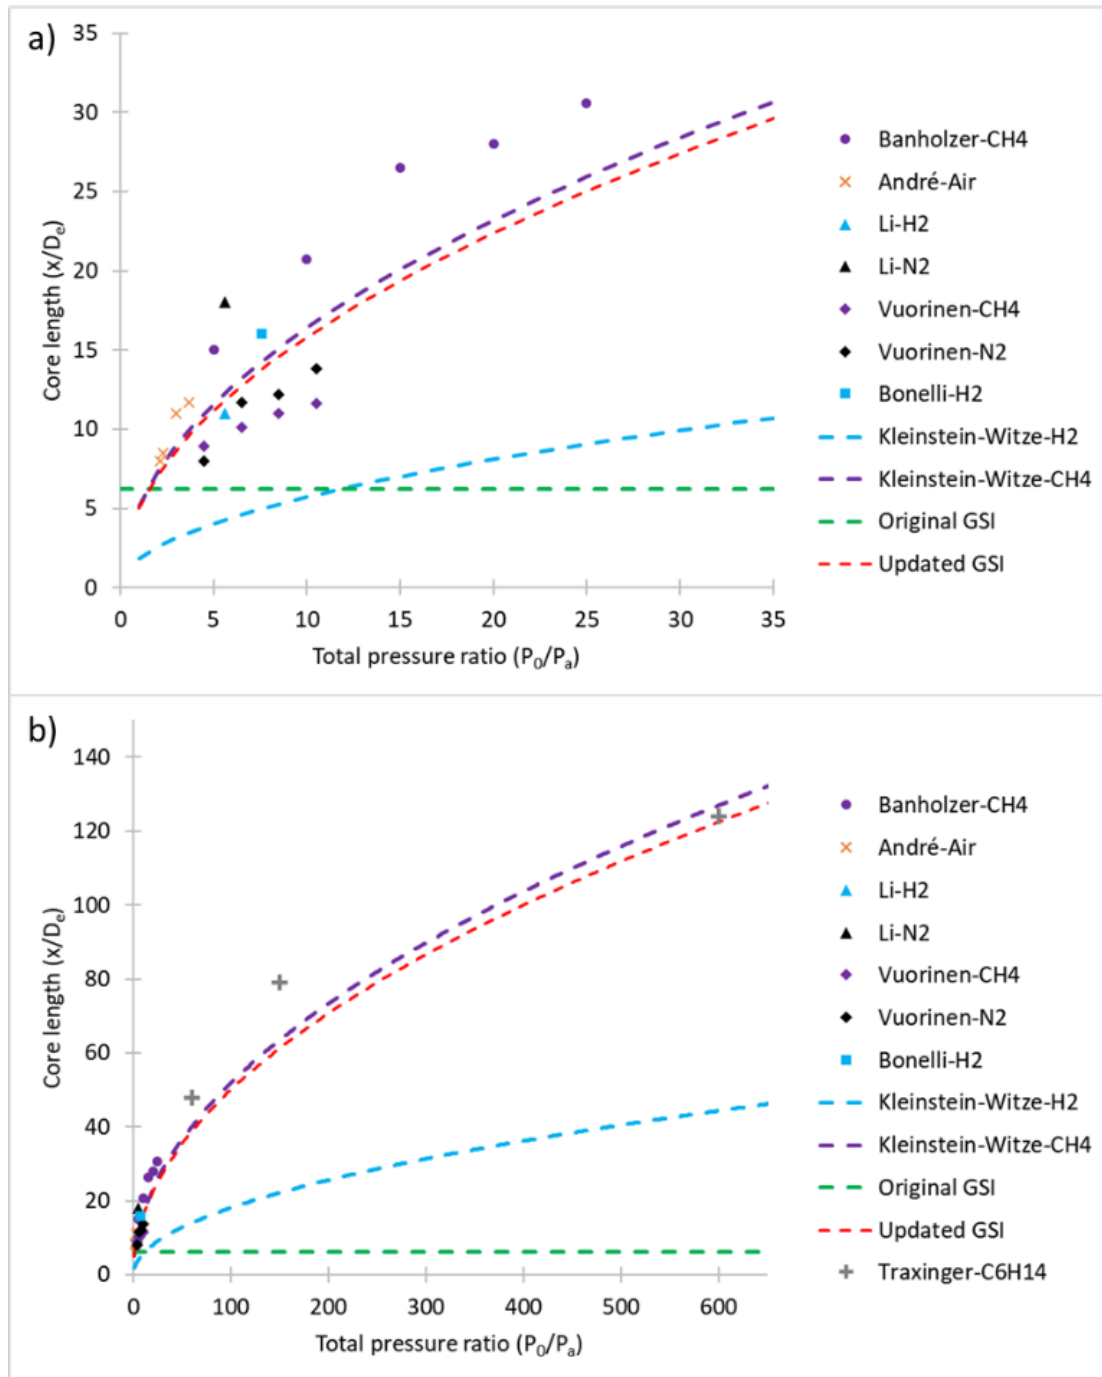 a)
35
30
25
20
15
10
5
0
Core length (x/Dₑ)
0 5 10 15 20 25 30 35
Total pressure ratio (P₀/Pₐ)
Banholzer-CH4
André-Air
Li-H2
Li-N2
Vuorinen-CH4
Vuorinen-N2
Bonelli-H2
Kleinstein-Witze-H2
Kleinstein-Witze-CH4
Original GSI
Updated GSI
b)
140
120
100
80
60
40
20
0
Core length (x/Dₑ)
0 100 200 300 400 500 600
Total pressure ratio (P₀/Pₐ)
Banholzer-CH4
André-Air
Li-H2
Li-N2
Vuorinen-CH4
Vuorinen-N2
Bonelli-H2
Kleinstein-Witze-H2
Kleinstein-Witze-CH4
Original GSI
Updated GSI
Traxinger-C6H14